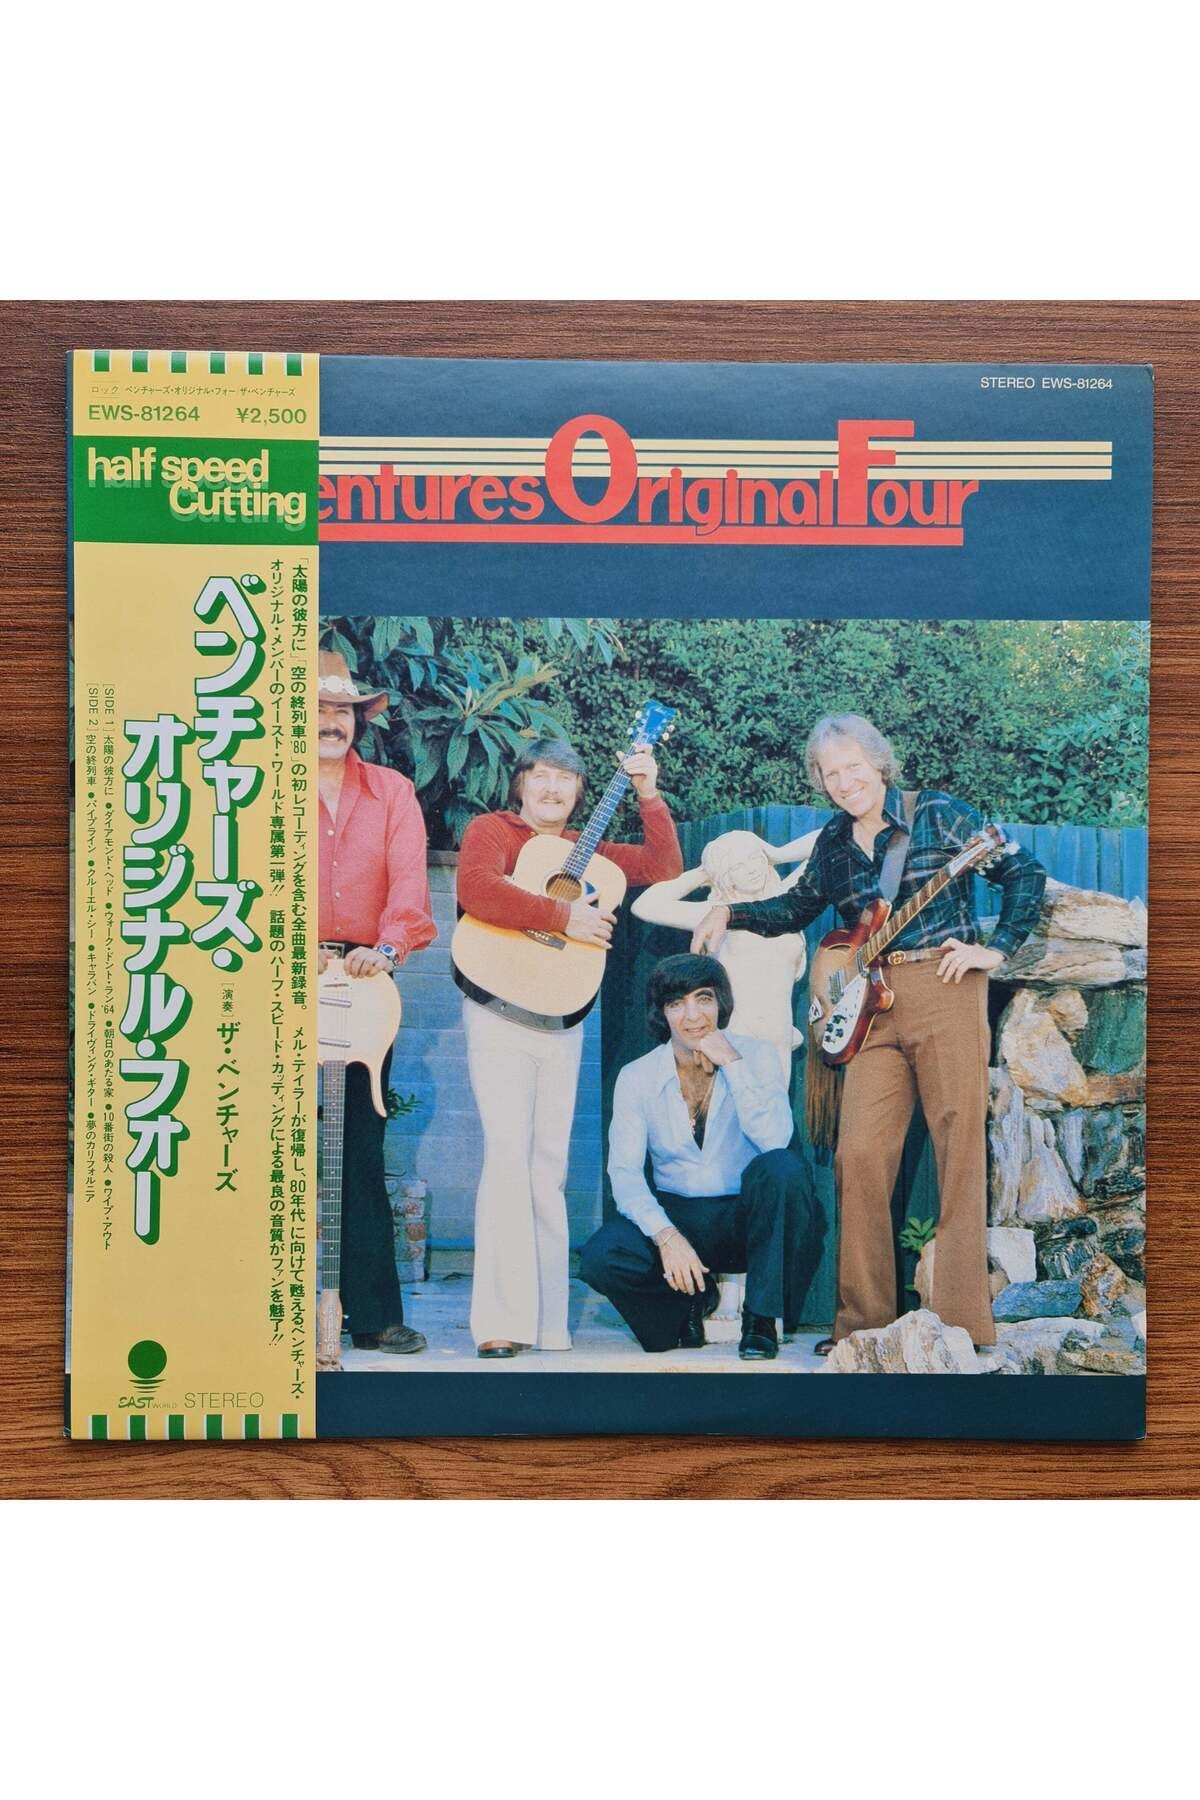 ロック ベンチャーズ・オリジナル・フォー ザ・ベンチャーズ
EWS-81264 ¥2,500
half speed
Cutting
「太陽の彼方に」「空の終列車'80」の初レコーディングを含む全曲最新録音。 メル・テイラーが復帰し、80年代に向けて甦えるベンチャーズ・
オリジナル・メンバーのイースト・ワールド専属第一弾!! 話題のハーフ・スピード・カッティングによる最良の音質がファンを魅了!!
ベンチャーズ・
オリジナル・フォー
[演奏]ザ・ベンチャーズ
[SIDE 1]太陽の彼方に ●ダイアモンド・ヘッド ●ウォーク・ドント・ラン'64 ●朝日のあたる家 ●10番街の殺人 ●ワイプ・アウト
[SIDE 2]空の終列車 ●パイプライン ●クルーエル・シー ●キャラバン ●ドライヴィング・ギター ●夢のカリフォルニア
EAST WORLD STEREO
STEREO EWS-81264
entures Original Four